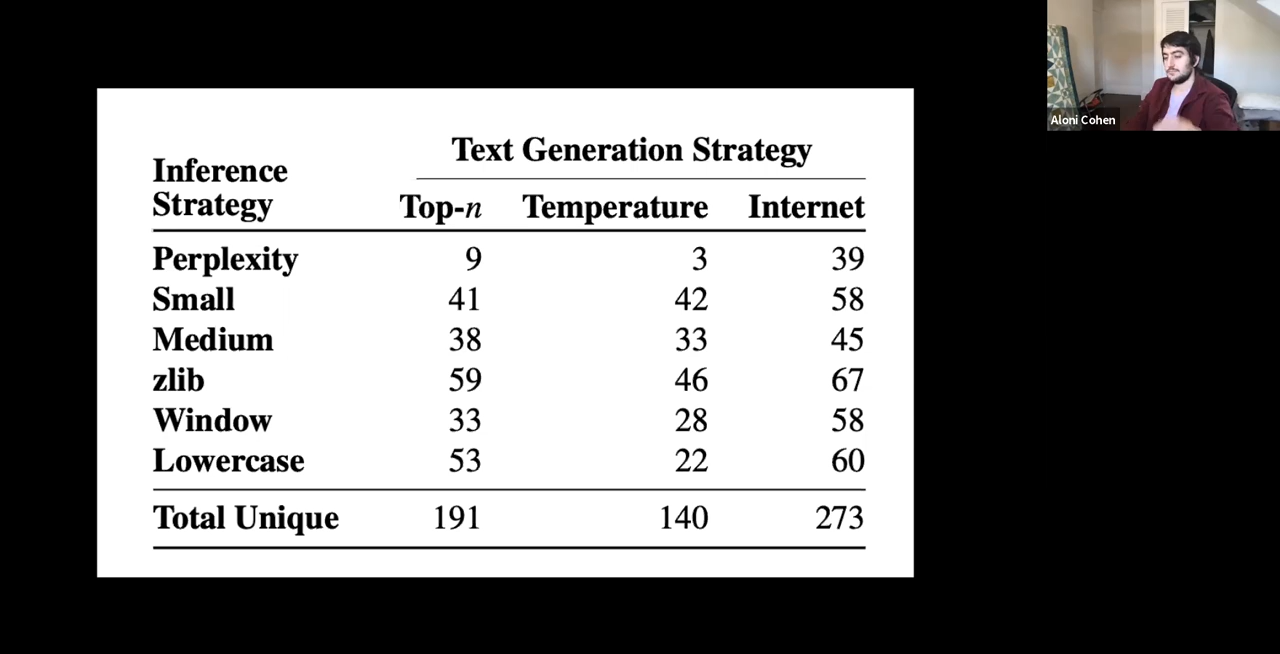 Aloni Cohen
Text Generation Strategy
Inference
Strategy
Top-n Temperature Internet
Perplexity 9 3 39
Small 41 42 58
Medium 38 33 45
zlib 59 46 67
Window 33 28 58
Lowercase 53 22 60
Total Unique 191 140 273